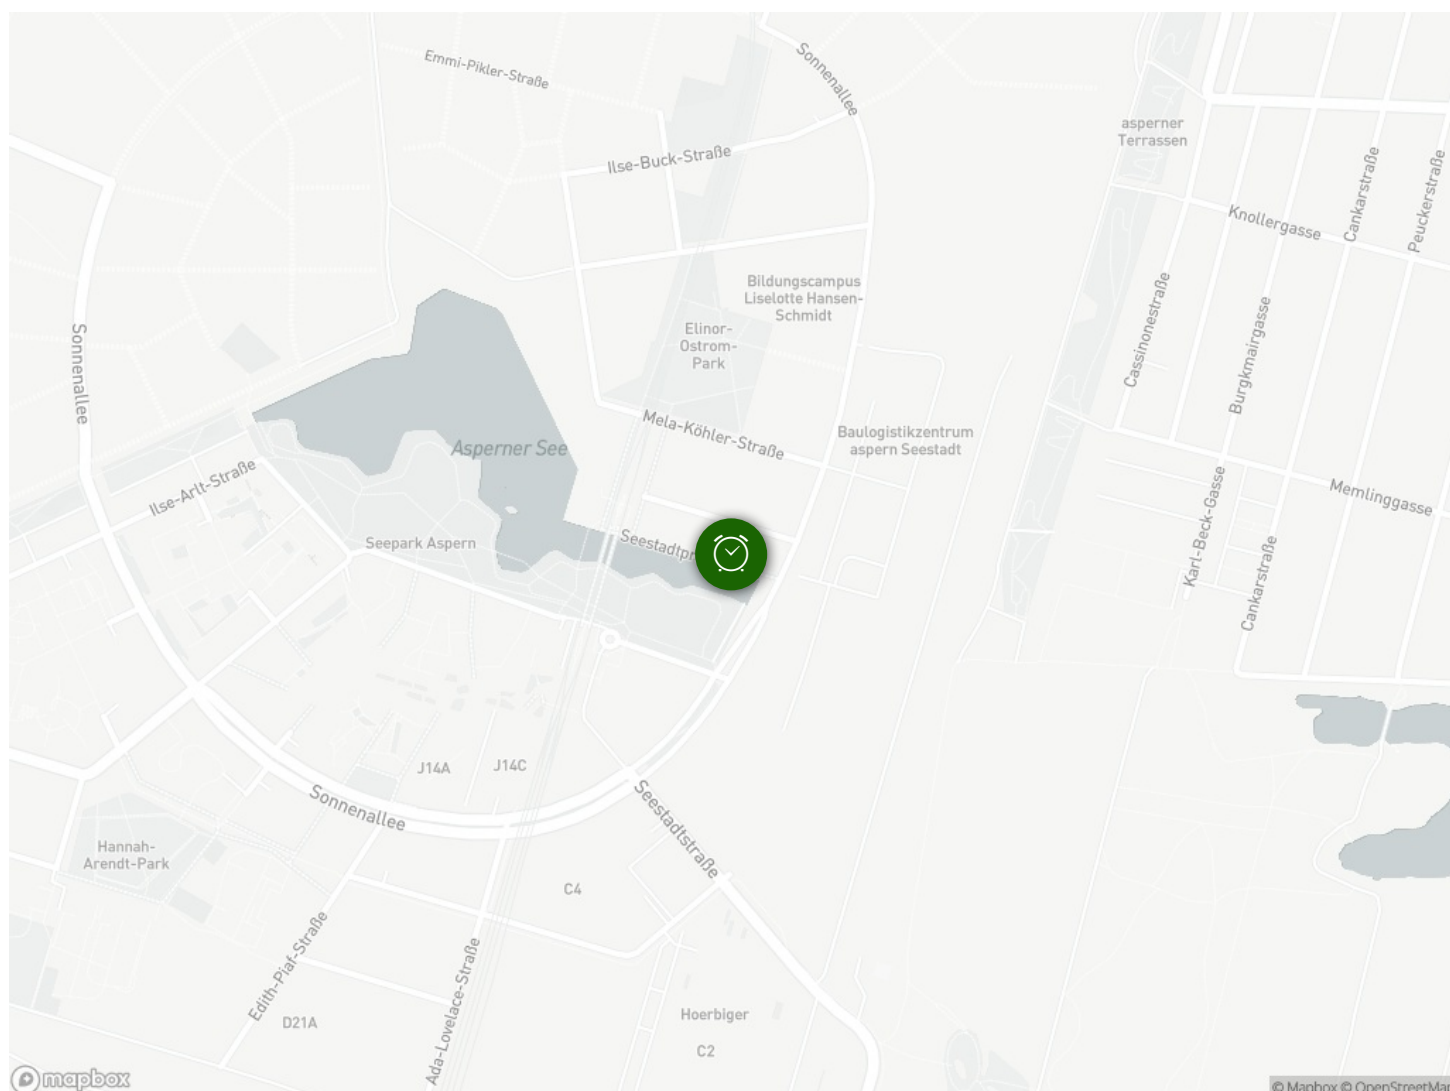 Emmi-Pikler-Straße
Sonnenallee
Ilse-Buck-Straße
asperner
Terrassen
Knollergasse
Cankarstraße
Peuckerstraße
Bildungscampus
Liselotte Hansen-
Schmidt
Elinor-
Ostrom-
Park
Cassinonestraße
Burgkmairgasse
Sonnenallee
Mela-Köhler-Straße
Baulogistikzentrum
aspern Seestadt
Asperner See
Ilse-Arlt-Straße
Memlinggasse
Karl-Beck-Gasse
Seepark Aspern
Seestadtpr
Cankarstraße
J14A
J14C
Sonnenallee
Seestadtstraße
Hannah-
Arendt-Park
C4
Edith-Piaf-Straße
Ada-Lovelace-Straße
D21A
Hoerbiger
C2
mapbox
© Mapbox © OpenStreetMap